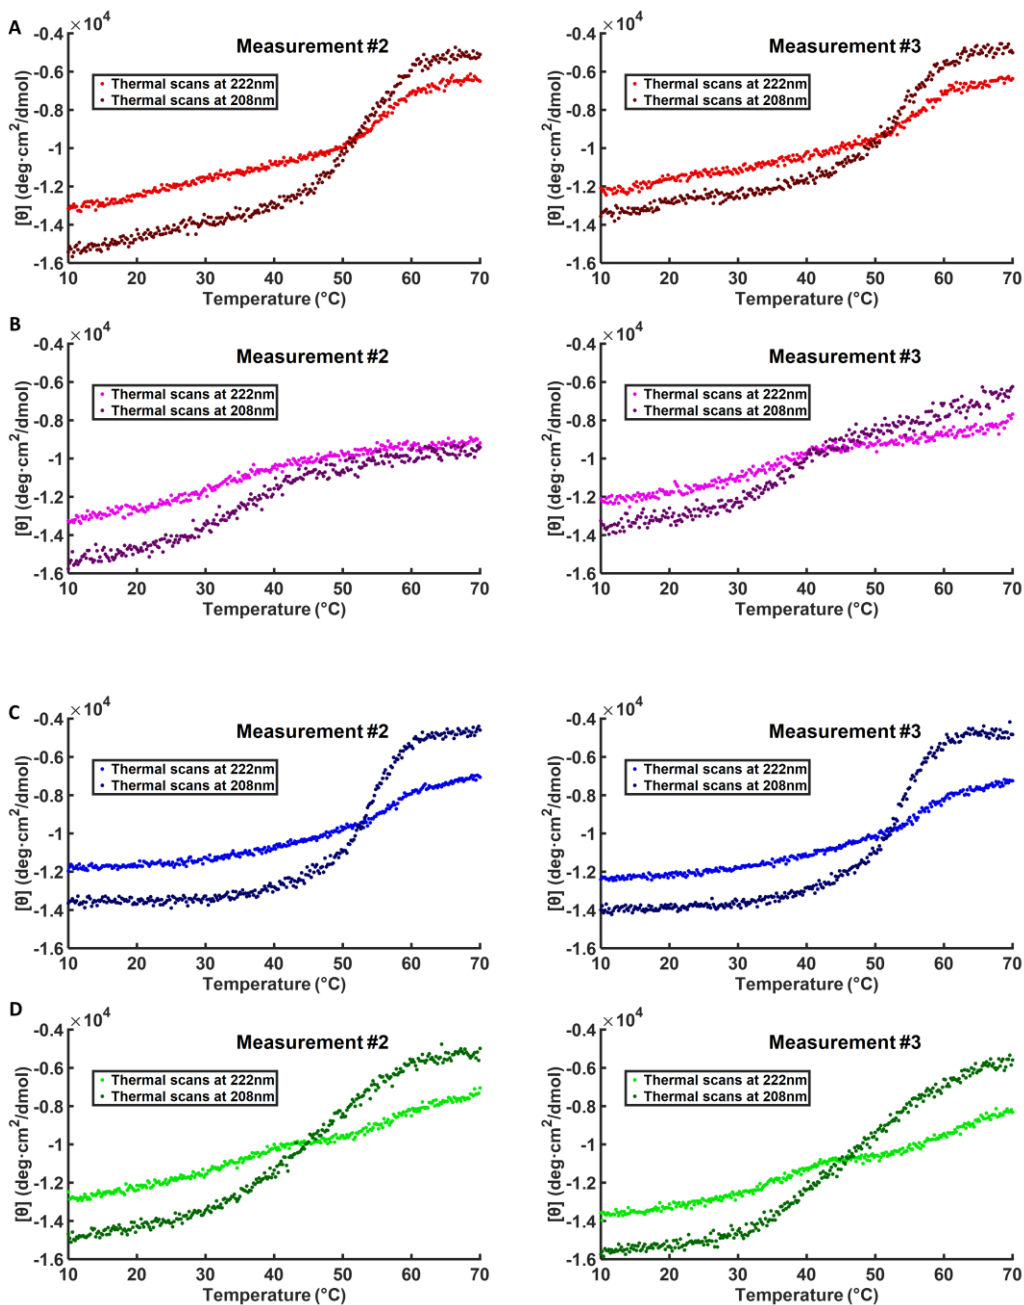 A
×10⁴
Measurement #2
Thermal scans at 222nm
Thermal scans at 208nm
[θ] (deg·cm²/dmol)
-0.4
-0.6
-0.8
-1
-1.2
-1.4
-1.6
10 20 30 40 50 60 70
Temperature (°C)
×10⁴
Measurement #3
Thermal scans at 222nm
Thermal scans at 208nm
[θ] (deg·cm²/dmol)
-0.4
-0.6
-0.8
-1
-1.2
-1.4
-1.6
10 20 30 40 50 60 70
Temperature (°C)
B
×10⁴
Measurement #2
Thermal scans at 222nm
Thermal scans at 208nm
[θ] (deg·cm²/dmol)
-0.4
-0.6
-0.8
-1
-1.2
-1.4
-1.6
10 20 30 40 50 60 70
Temperature (°C)
×10⁴
Measurement #3
Thermal scans at 222nm
Thermal scans at 208nm
[θ] (deg·cm²/dmol)
-0.4
-0.6
-0.8
-1
-1.2
-1.4
-1.6
10 20 30 40 50 60 70
Temperature (°C)
C
×10⁴
Measurement #2
Thermal scans at 222nm
Thermal scans at 208nm
[θ] (deg·cm²/dmol)
-0.4
-0.6
-0.8
-1
-1.2
-1.4
-1.6
10 20 30 40 50 60 70
Temperature (°C)
×10⁴
Measurement #3
Thermal scans at 222nm
Thermal scans at 208nm
[θ] (deg·cm²/dmol)
-0.4
-0.6
-0.8
-1
-1.2
-1.4
-1.6
10 20 30 40 50 60 70
Temperature (°C)
D
×10⁴
Measurement #2
Thermal scans at 222nm
Thermal scans at 208nm
[θ] (deg·cm²/dmol)
-0.4
-0.6
-0.8
-1
-1.2
-1.4
-1.6
10 20 30 40 50 60 70
Temperature (°C)
×10⁴
Measurement #3
Thermal scans at 222nm
Thermal scans at 208nm
[θ] (deg·cm²/dmol)
-0.4
-0.6
-0.8
-1
-1.2
-1.4
-1.6
10 20 30 40 50 60 70
Temperature (°C)